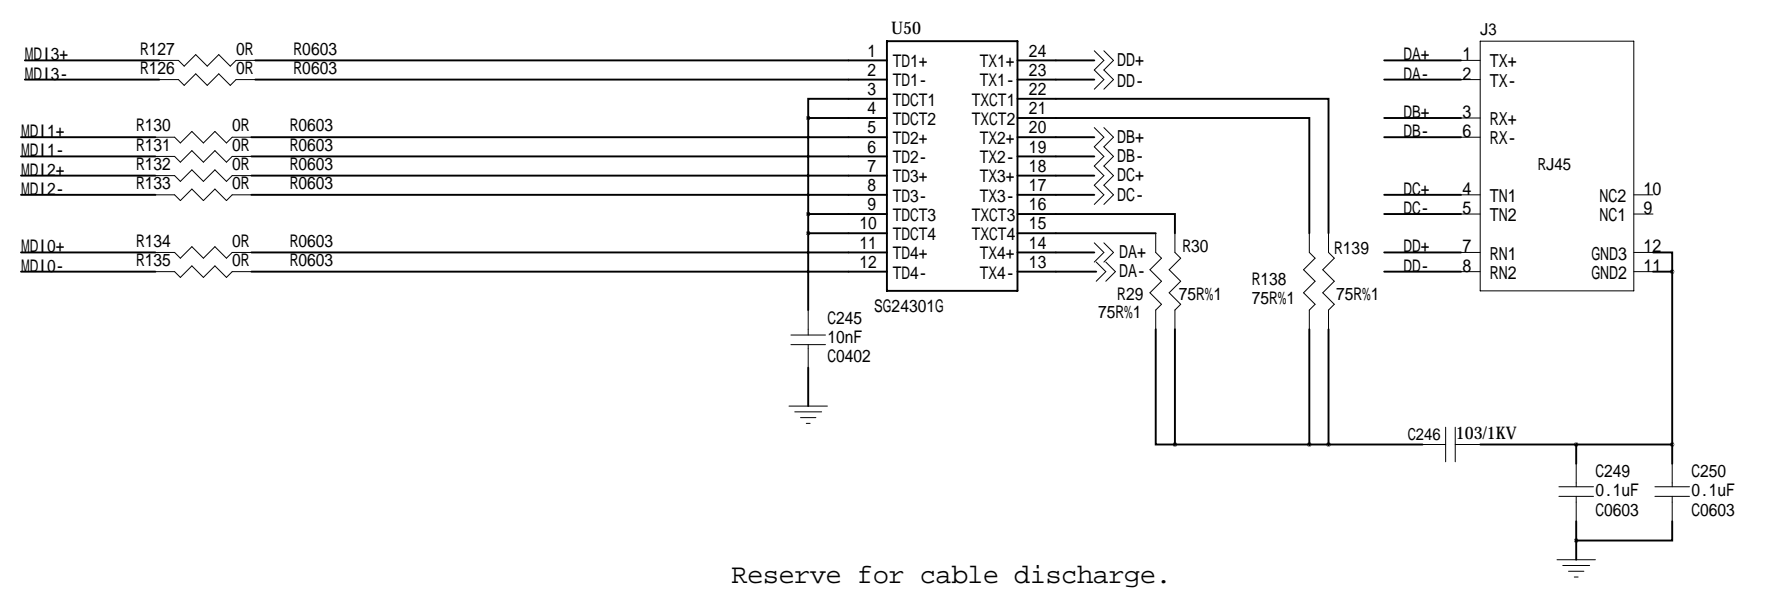 U50
J3
MDI3+ R127 0R R0603 1 TD1+ TX1+ 24 DD+ DA+ 1 TX+
MDI3- R126 0R R0603 2 TD1- TX1- 23 DD- DA- 2 TX-
3 TDCT1 TXCT1 22
4 TDCT2 TXCT2 21 DB+ 3 RX+
MDI1+ R130 0R R0603 5 TD2+ TX2+ 20 DB+ DB- 6 RX-
MDI1- R131 0R R0603 6 TD2- TX2- 19 DB-
RJ45
MDI2+ R132 0R R0603 7 TD3+ TX3+ 18 DC+
MDI2- R133 0R R0603 8 TD3- TX3- 17 DC- DC+ 4 TN1 NC2 10
9 TDCT3 TXCT3 16 DC- 5 TN2 NC1 9
10 TDCT4 TXCT4 15
MDI0+ R134 0R R0603 11 TD4+ TX4+ 14 DA+ R30 R139 DD+ 7 RN1 GND3 12
MDI0- R135 0R R0603 12 TD4- TX4- 13 DA- DD- 8 RN2 GND2 11
R29 75R%1 R138 75R%1
75R%1 75R%1
SG24301G
C245
10nF
C0402
C246 103/1KV
C249 C250
0.1uF 0.1uF
C0603 C0603
Reserve for cable discharge.